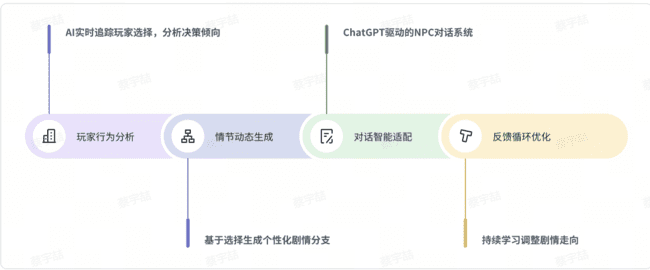 AI实时追踪玩家选择，分析决策倾向
ChatGPT驱动的NPC对话系统
玩家行为分析
情节动态生成
对话智能适配
反馈循环优化
基于选择生成个性化剧情分支
持续学习调整剧情走向